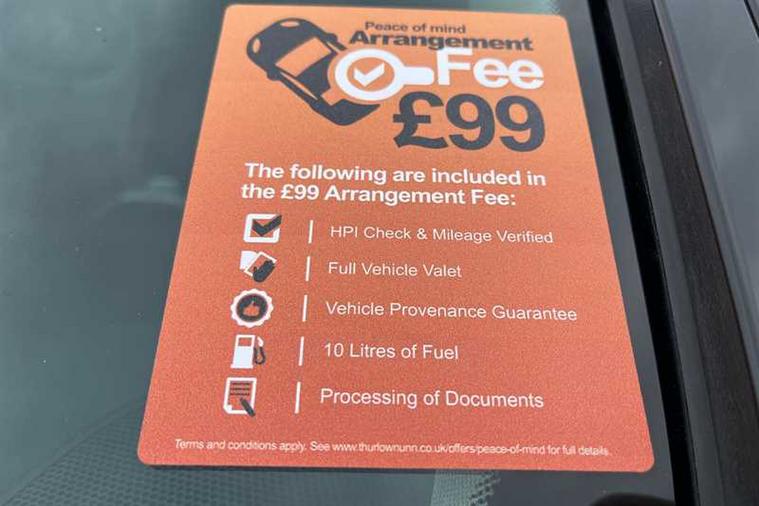 Peace of mind
Arrangement
Fee
£99
The following are included in
the £99 Arrangement Fee:
HPI Check & Mileage Verified
Full Vehicle Valet
Vehicle Provenance Guarantee
10 Litres of Fuel
Processing of Documents
Terms and conditions apply. See www.thurlownunn.co.uk/offers/peace-of-mind for full details.